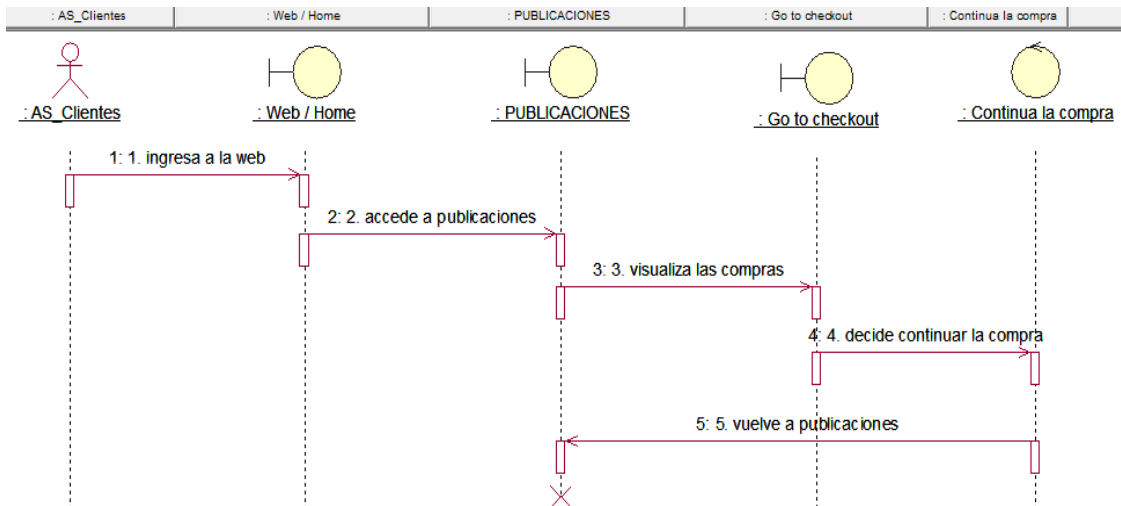 : AS_Clientes
: Web / Home
: PUBLICACIONES
: Go to checkout
: Continua la compra
: AS_Clientes
: Web / Home
: PUBLICACIONES
: Go to checkout
: Continua la compra
1: 1. ingresa a la web
2: 2. accede a publicaciones
3: 3. visualiza las compras
4: 4. decide continuar la compra
5: 5. vuelve a publicaciones